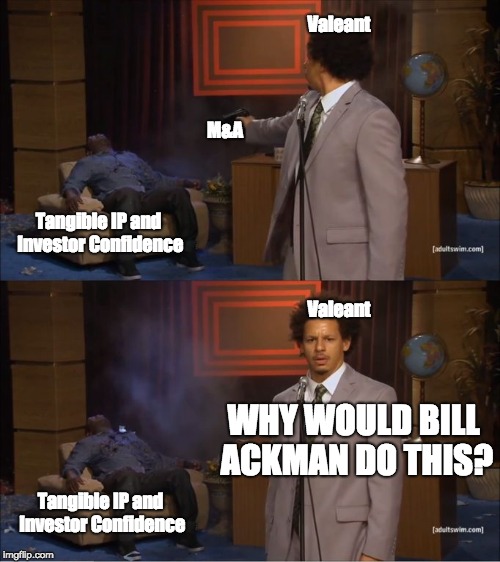 Valeant
M&A
Tangible IP and
Investor Confidence
[adultswim.com]
Valeant
WHY WOULD BILL
ACKMAN DO THIS?
Tangible IP and
Investor Confidence
[adultswim.com]
imgflip.com